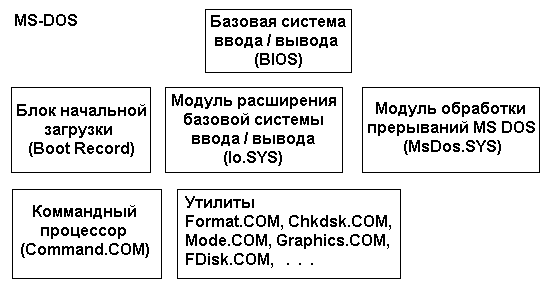 MS-DOS
Базовая система
ввода / вывода
(BIOS)
Блок начальной
загрузки
(Boot Record)
Модуль расширения
базовой системы
ввода / вывода
(Io.SYS)
Модуль обработки
прерываний MS DOS
(MsDos.SYS)
Коммандный
процессор
(Command.COM)
Утилиты
Format.COM, Chkdsk.COM,
Mode.COM, Graphics.COM,
FDisk.COM, . . .